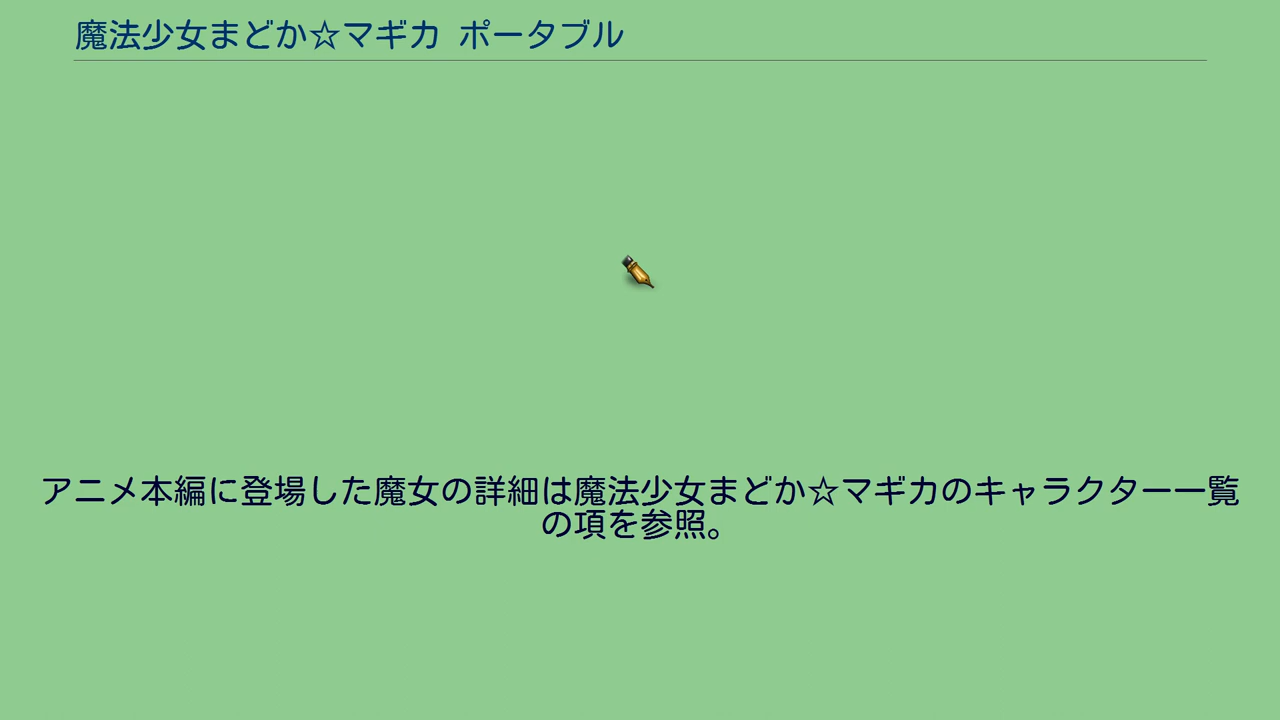 魔法少女まどか☆マギカ ポータブル
アニメ本編に登場した魔女の詳細は魔法少女まどか☆マギカのキャラクター一覧
の項を参照。